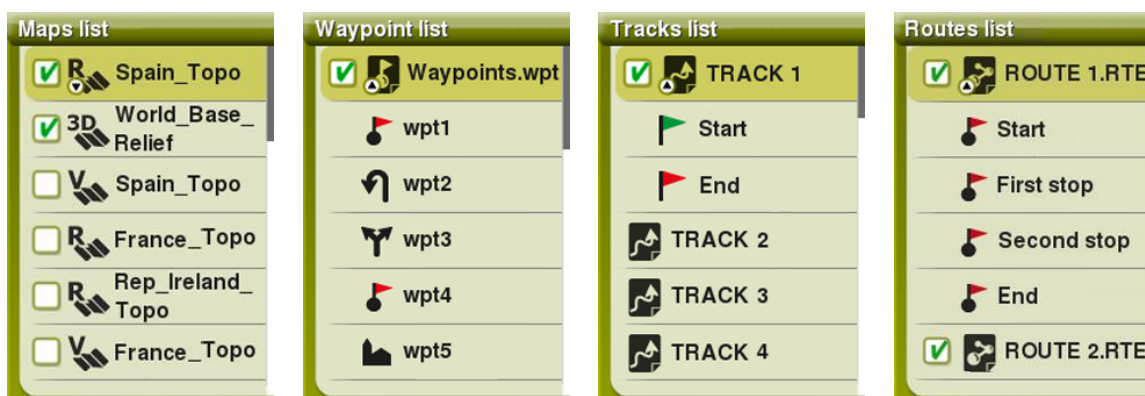 Maps list
R Spain_Topo
3D World_Base_
Relief
V Spain_Topo
R France_Topo
R Rep_Ireland_
Topo
V France_Topo
Waypoint list
Waypoints.wpt
wpt1
wpt2
wpt3
wpt4
wpt5
Tracks list
TRACK 1
Start
End
TRACK 2
TRACK 3
TRACK 4
Routes list
ROUTE 1.RTE
Start
First stop
Second stop
End
ROUTE 2.RTE